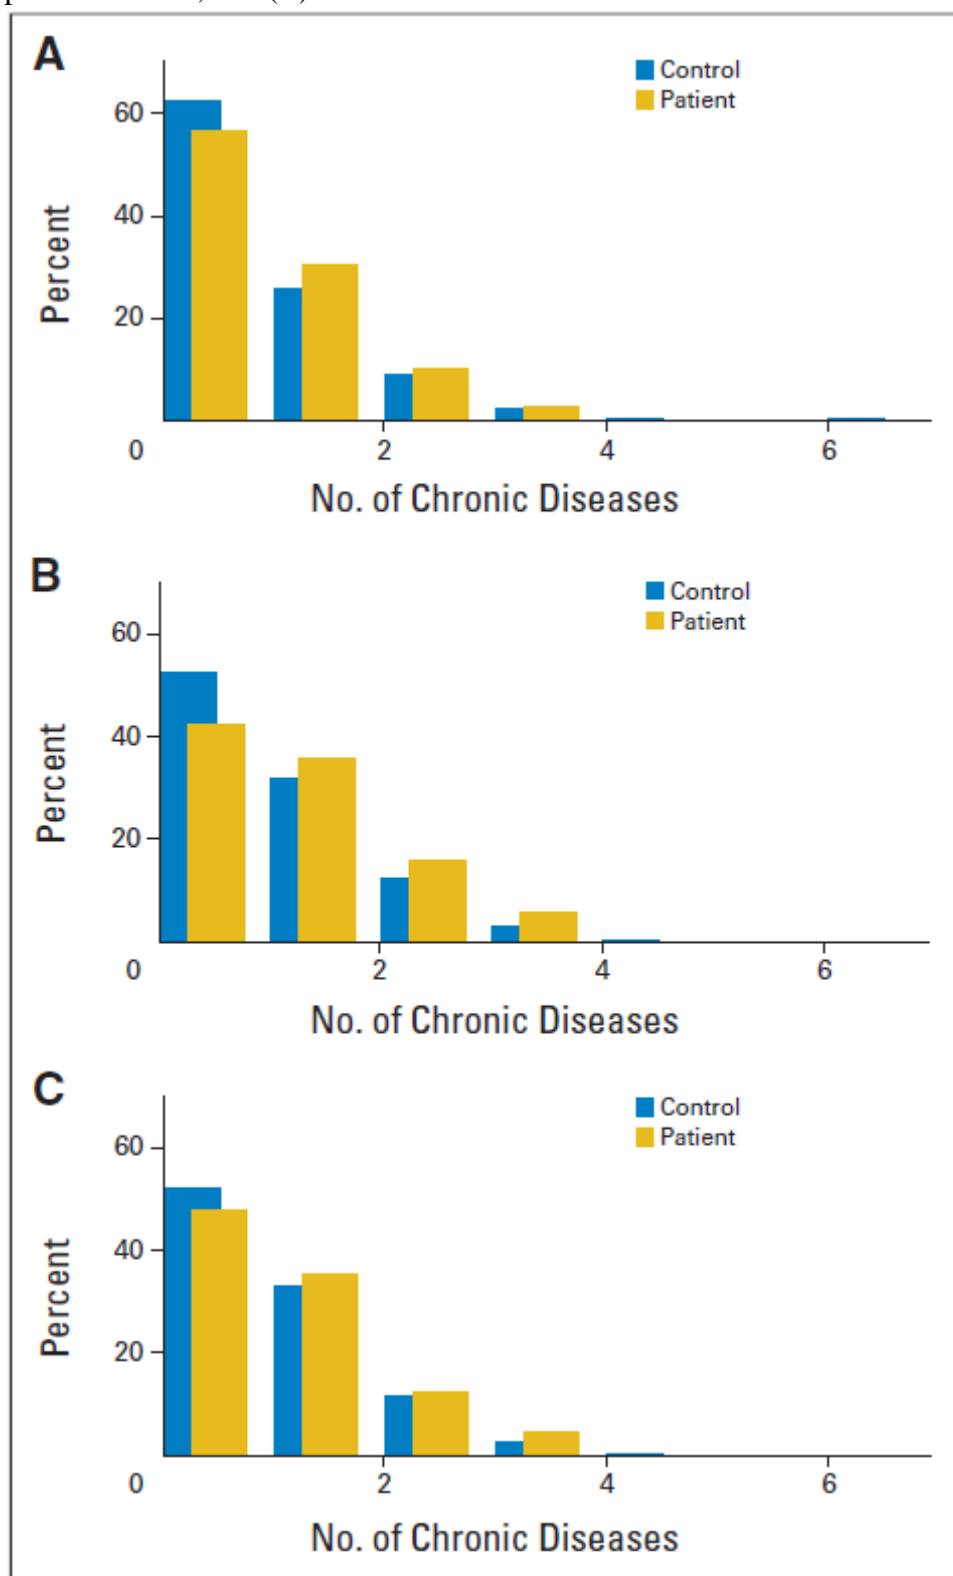 A
Control
Patient
60
40
20
0
2
4
6
Percent
No. of Chronic Diseases
B
Control
Patient
60
40
20
0
2
4
6
Percent
No. of Chronic Diseases
C
Control
Patient
60
40
20
0
2
4
6
Percent
No. of Chronic Diseases